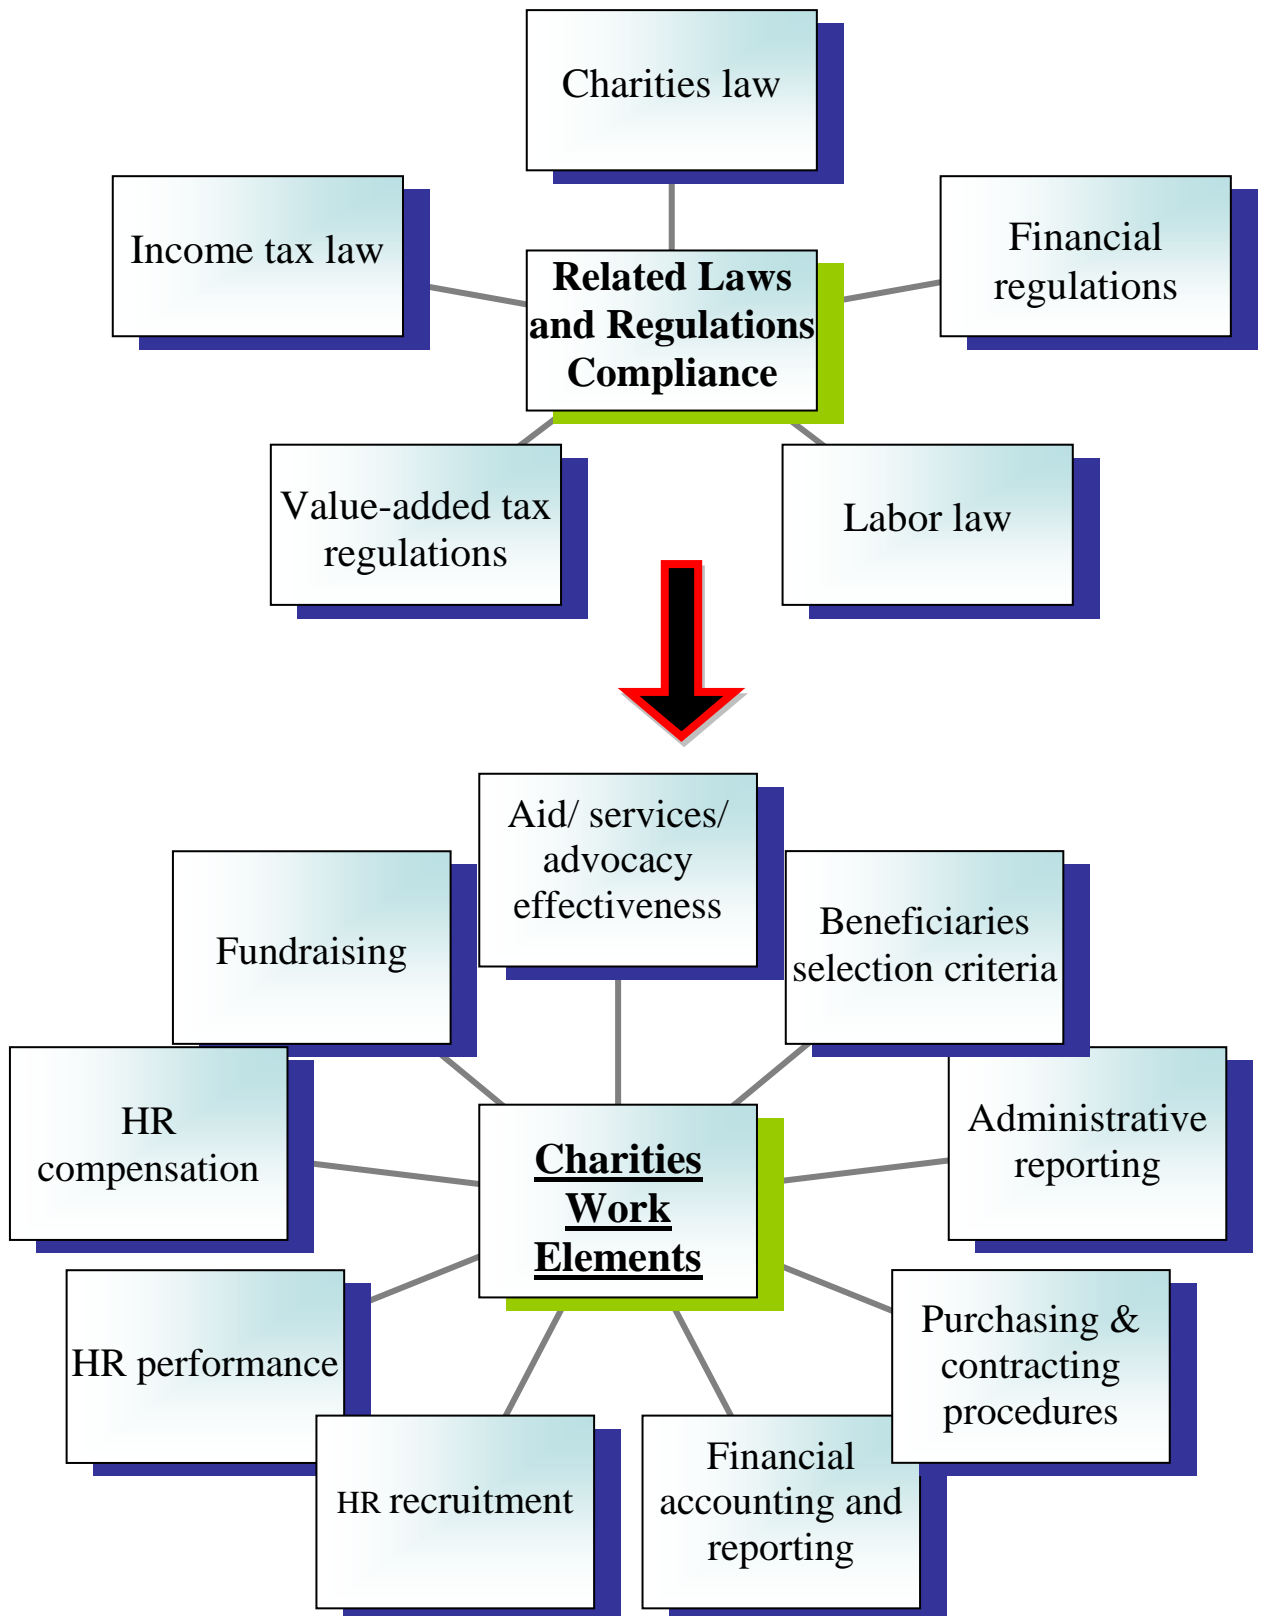 Charities law
Income tax law
Financial
regulations
Related Laws
and Regulations
Compliance
Value-added tax
regulations
Labor law
Aid/ services/
advocacy
effectiveness
Fundraising
Beneficiaries
selection criteria
HR
compensation
Administrative
reporting
Charities
Work
Elements
HR performance
Purchasing &
contracting
procedures
HR recruitment
Financial
accounting and
reporting